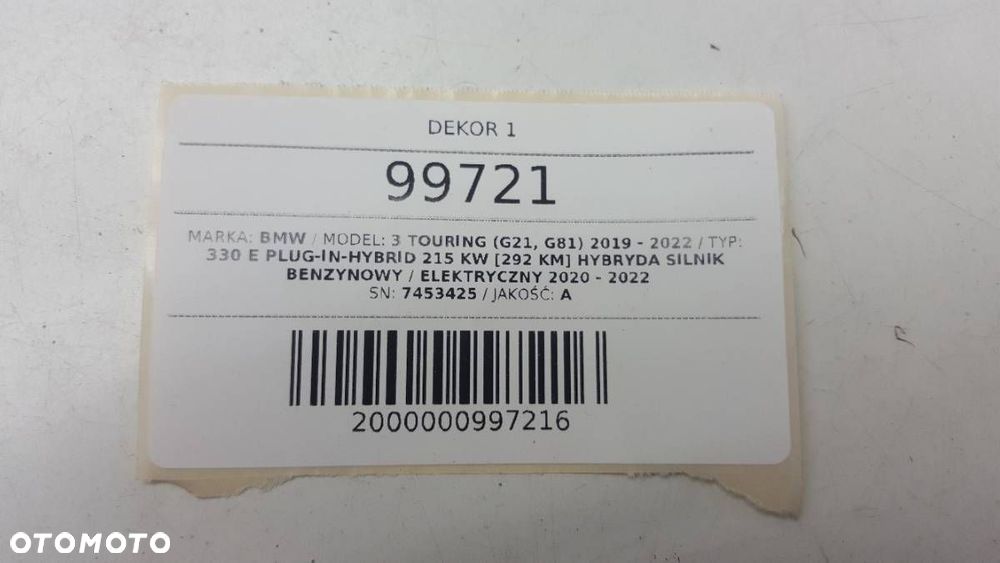 DEKOR 1
99721
MARKA: BMW / MODEL: 3 TOURING (G21, G81) 2019 - 2022 / TYP:
330 E PLUG-IN-HYBRID 215 KW [292 KM] HYBRYDA SILNIK
BENZYNOWY / ELEKTRYCZNY 2020 - 2022
SN: 7453425 / JAKOŚĆ: A
2000000997216
OTOMOTO